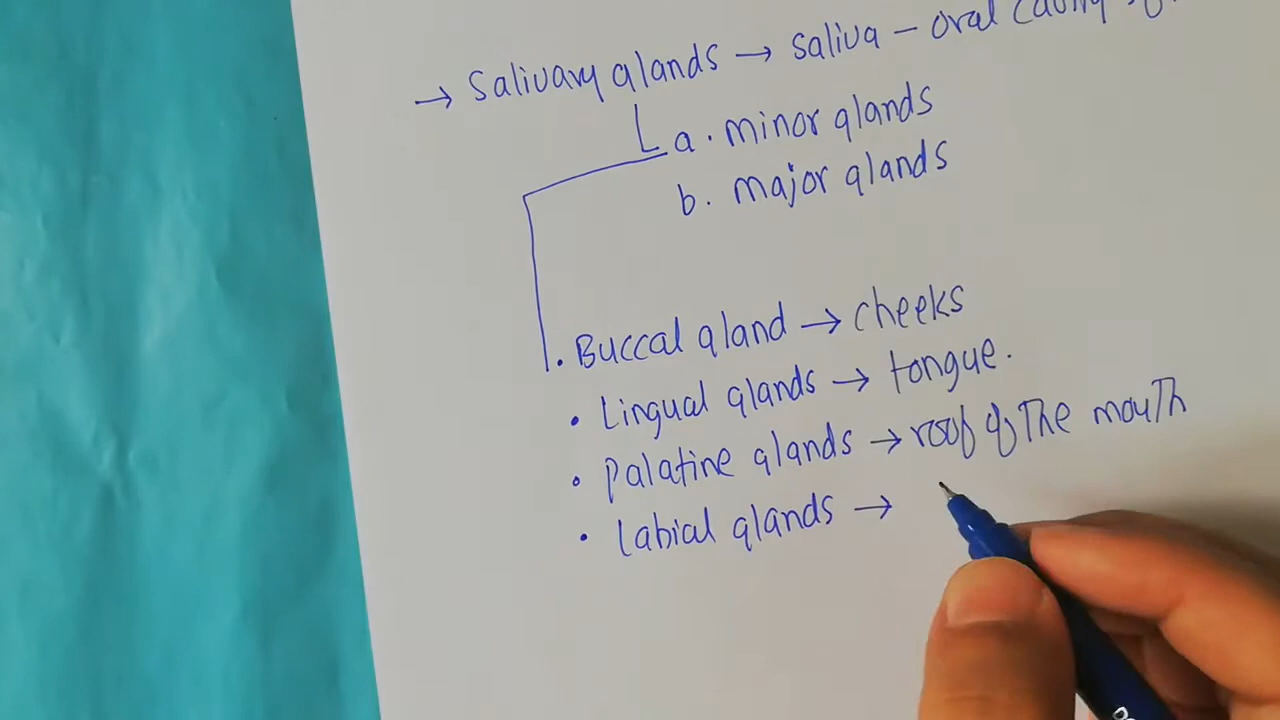 → Salivary glands → saliva – oral cavity
a. minor glands
b. major glands
. Buccal gland → cheeks
• Lingual glands → tongue.
• palatine glands → roof of The mouTh
• Labial glands →